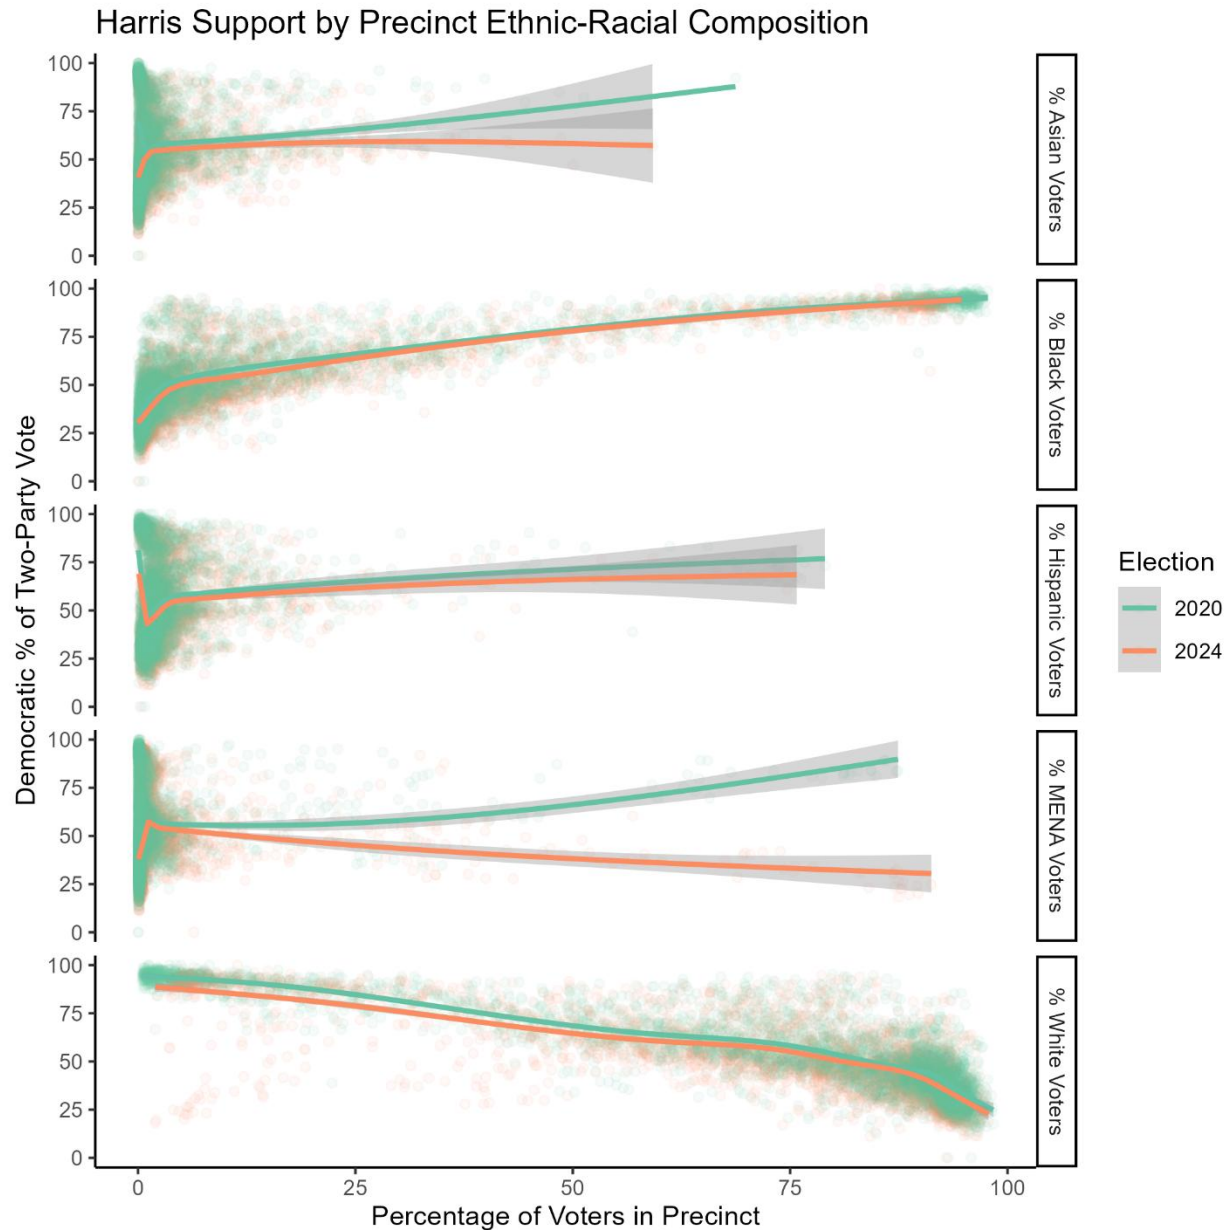 Harris Support by Precinct Ethnic-Racial Composition
Democratic % of Two-Party Vote
100
75
50
25
0
% Asian Voters
100
75
50
25
0
% Black Voters
100
75
50
25
0
% Hispanic Voters
100
75
50
25
0
% MENA Voters
100
75
50
25
0
% White Voters
0 25 50 75 100
Percentage of Voters in Precinct
Election
2020
2024